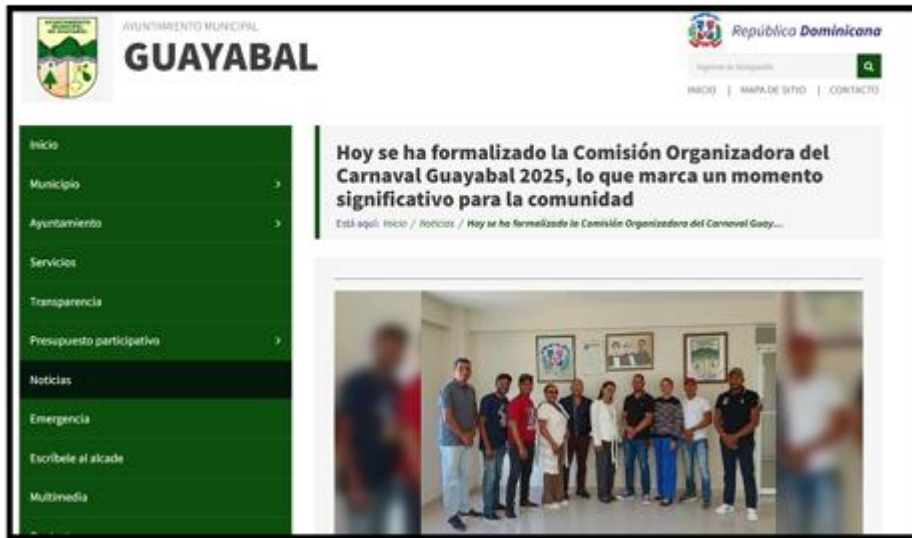 AYUNTAMIENTO MUNICIPAL
GUAYABAL
República Dominicana
INICIO | MAPA DE SITIO | CONTACTO
Inicio
Municipio
Ayuntamiento
Servicios
Transparencia
Presupuesto participativo
Noticias
Emergencia
Escríbele al alcade
Multimedia
Hoy se ha formalizado la Comisión Organizadora del
Carnaval Guayabal 2025, lo que marca un momento
significativo para la comunidad
Está aquí: Inicio / Noticias / Hoy se ha formalizado la Comisión Organizadora del Carnaval Guay...